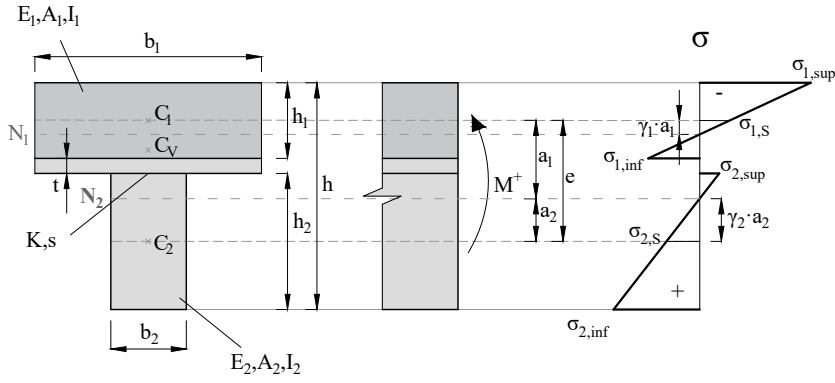 E₁,A₁,I₁
b₁
σ
σ₁,sup
-
h₁
C₁
N₁
Cᵥ
γ₁·a₁
σ₁,S
a₁
e
σ₁,inf
σ₂,sup
t
N₂
h
M⁺
h₂
a₂
γ₂·a₂
K,s
C₂
σ₂,S
+
b₂
σ₂,inf
E₂,A₂,I₂